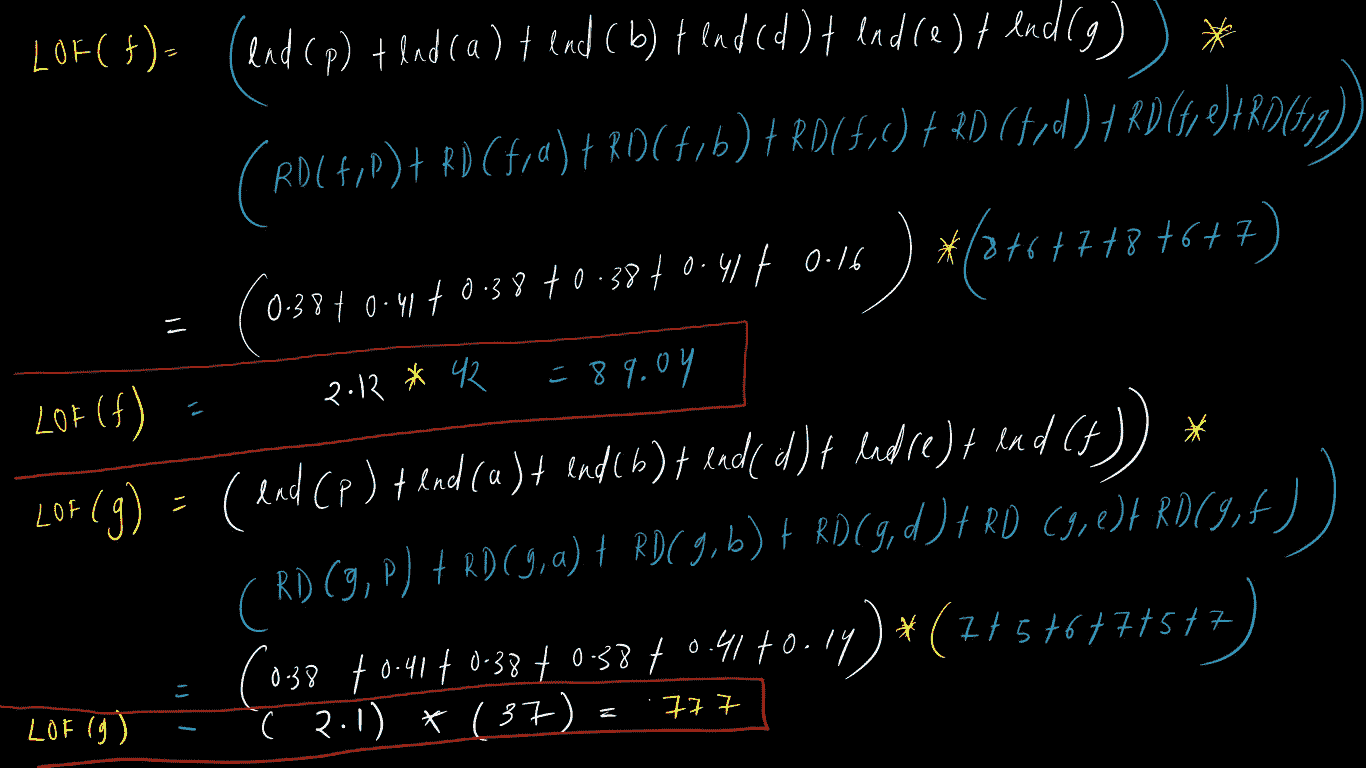 LOF(f)= (lrd(p) + lrd(a) + lrd(b) + lrd(d) + lrd(e) + lrd(g)) *
(RD(f,P) + RD(f,a) + RD(f,b) + RD(f,c) + RD(f,d) + RD(f,e)+RD(f,g))
= (0.38+ 0.41 + 0.38 + 0.38 + 0.41 + 0.16) *(8+6+7+8+6+7)
LOF(f) = 2.12 * 42 = 89.04
LOF(g) = (lrd(p) + lrd(a) + lrd(b) + lrd(d) + lrd(e) + lrd(f)) *
(RD(g,P) + RD(g,a) + RD(g,b) + RD(g,d) + RD(g,e)+ RD(g,f))
= (0.38 + 0.41 + 0.38 + 0.38 + 0.41 + 0.14) * (7+5+6+7+5+7)
LOF(g) - (2.1) * (37) = 77.7